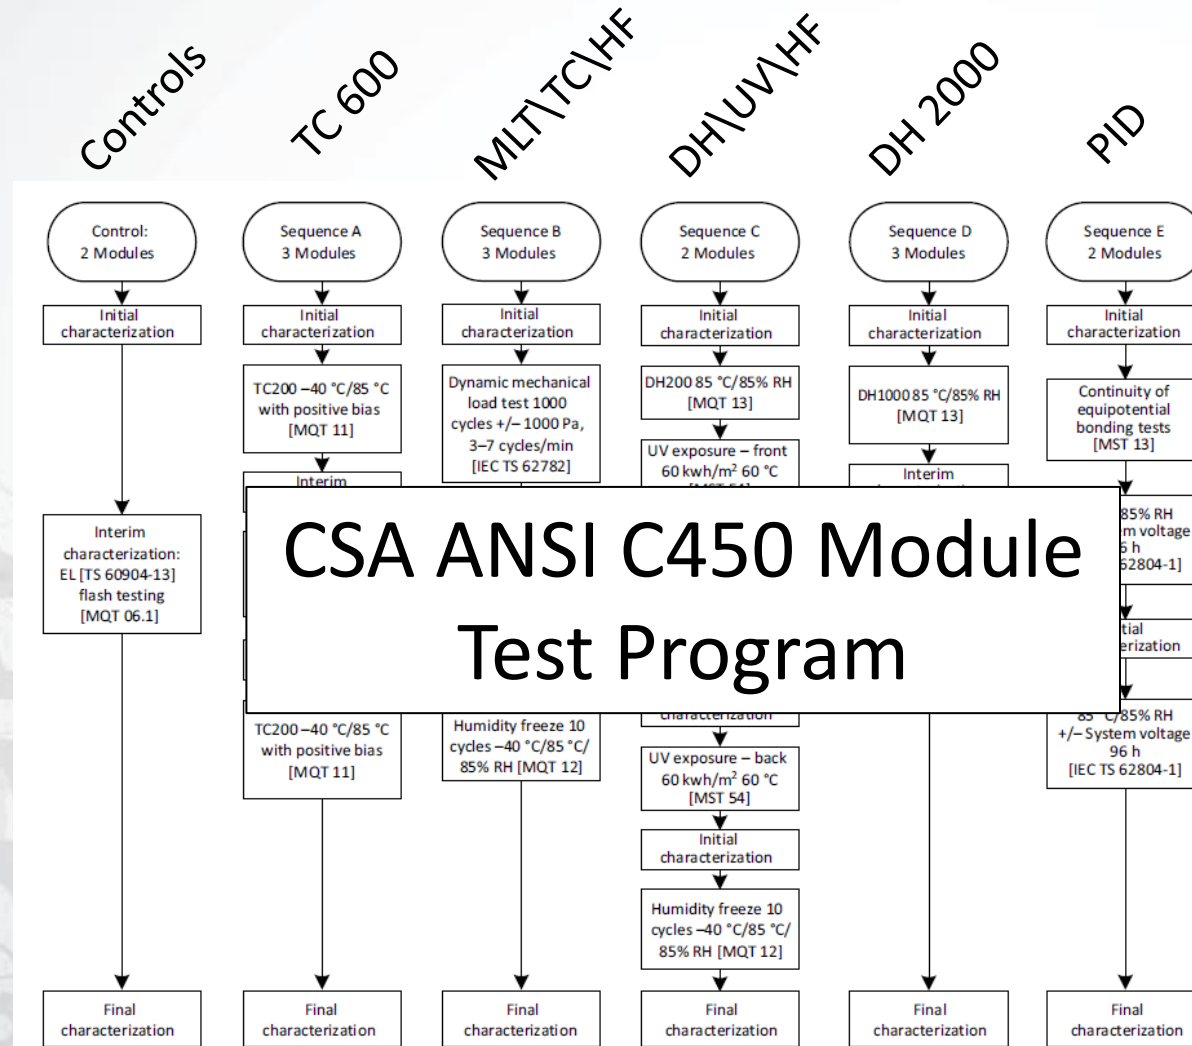 Controls
TC 600
MLT\TC\HF
DH\UV\HF
DH 2000
PID
Control:
2 Modules
Initial
characterization
Interim
characterization:
EL [TS 60904-13]
flash testing
[MQT 06.1]
Final
characterization
Sequence A
3 Modules
Initial
characterization
TC200 –40 °C/85 °C
with positive bias
[MQT 11]
Interim
TC200 –40 °C/85 °C
with positive bias
[MQT 11]
Final
characterization
Sequence B
3 Modules
Initial
characterization
Dynamic mechanical
load test 1000
cycles +/– 1000 Pa,
3–7 cycles/min
[IEC TS 62782]
Humidity freeze 10
cycles –40 °C/85 °C/
85% RH [MQT 12]
Final
characterization
Sequence C
2 Modules
Initial
characterization
DH200 85 °C/85% RH
[MQT 13]
UV exposure – front
60 kwh/m² 60 °C
characterization
UV exposure – back
60 kwh/m² 60 °C
[MST 54]
Initial
characterization
Humidity freeze 10
cycles –40 °C/85 °C/
85% RH [MQT 12]
Final
characterization
Sequence D
3 Modules
Initial
characterization
DH1000 85 °C/85% RH
[MQT 13]
Interim
Final
characterization
Sequence E
2 Modules
Initial
characterization
Continuity of
equipotential
bonding tests
[MST 13]
85% RH
voltage
h
62804-1]
85 °C/85% RH
+/– System voltage
96 h
[IEC TS 62804-1]
Final
characterization
CSA ANSI C450 Module
Test Program